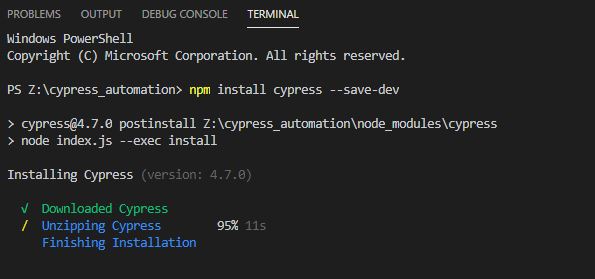 PROBLEMS OUTPUT DEBUG CONSOLE TERMINAL
Windows PowerShell
Copyright (C) Microsoft Corporation. All rights reserved.
PS Z:\cypress_automation> npm install cypress --save-dev
> cypress@4.7.0 postinstall Z:\cypress_automation\node_modules\cypress
> node index.js --exec install
Installing Cypress (version: 4.7.0)
√ Downloaded Cypress
/ Unzipping Cypress 95% 11s
Finishing Installation